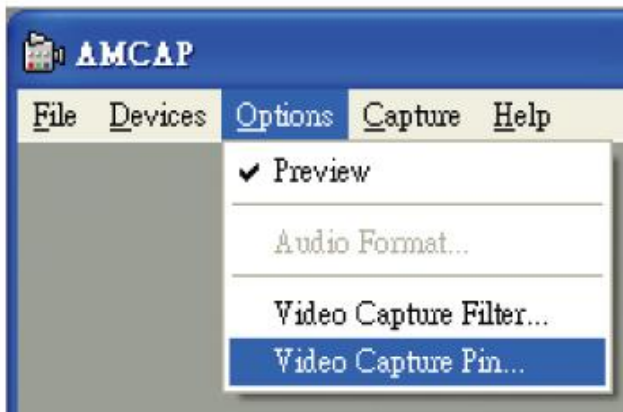 AMCAP
File Devices Options Capture Help
Preview
Audio Format...
Video Capture Filter...
Video Capture Pin...